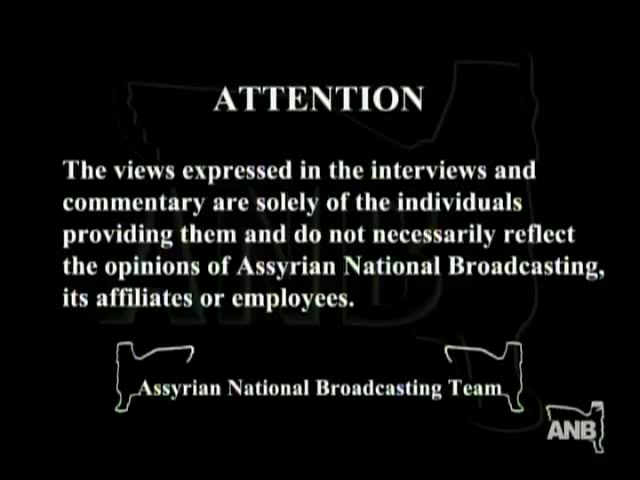 ATTENTION
The views expressed in the interviews and
commentary are solely of the individuals
providing them and do not necessarily reflect
the opinions of Assyrian National Broadcasting,
its affiliates or employees.
Assyrian National Broadcasting Team
ANB
ANB